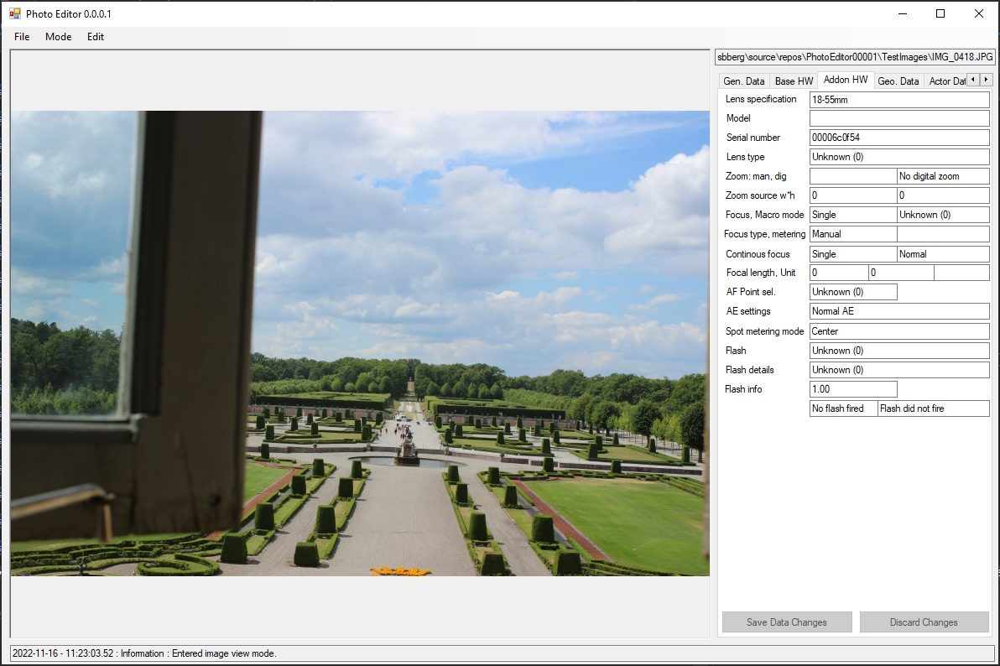 Photo Editor 0.0.0.1
File Mode Edit
sbberg\source\repos\PhotoEditor00001\TestImages\IMG_0418.JPG
Gen. Data Base HW Addon HW Geo. Data Actor Dat
Lens specification 18-55mm
Model
Serial number 00006c0f54
Lens type Unknown (0)
Zoom: man, dig No digital zoom
Zoom source w*h 0 0
Focus, Macro mode Single Unknown (0)
Focus type, metering Manual
Continous focus Single Normal
Focal length, Unit 0 0
AF Point sel. Unknown (0)
AE settings Normal AE
Spot metering mode Center
Flash Unknown (0)
Flash details Unknown (0)
Flash info 1.00
No flash fired Flash did not fire
Save Data Changes Discard Changes
2022-11-16 - 11:23:03.52 : Information : Entered image view mode.